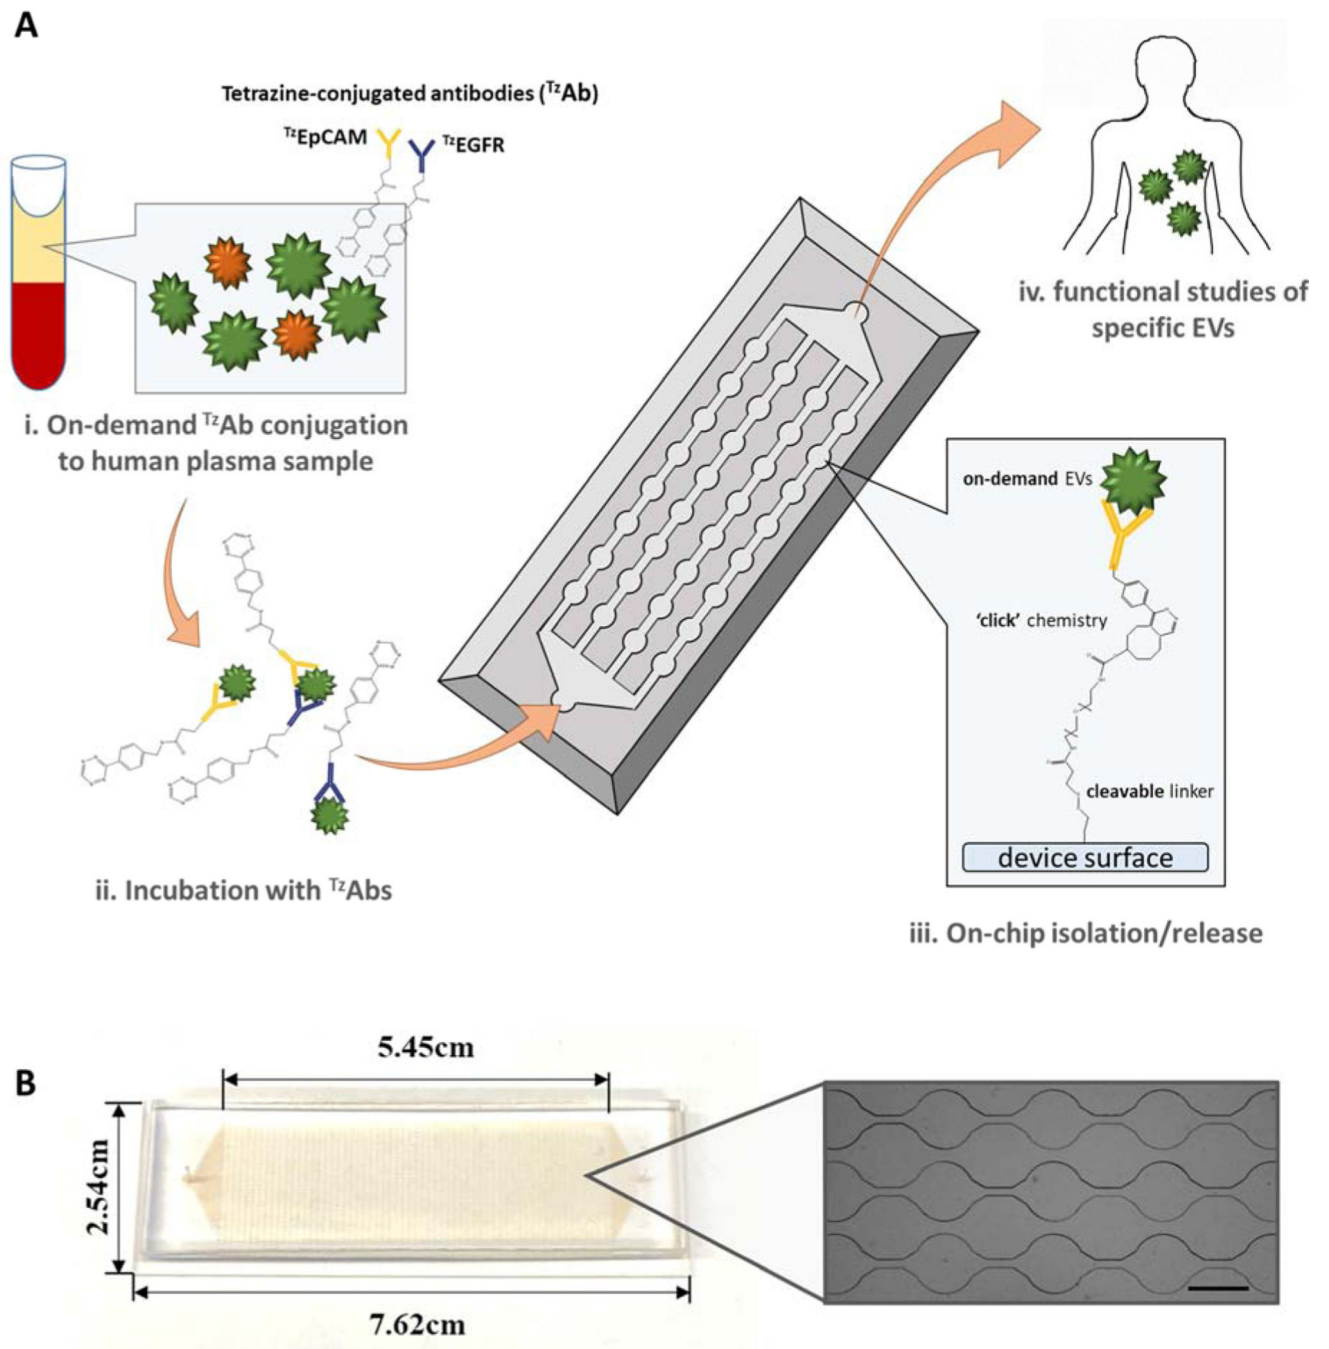 A
Tetrazine-conjugated antibodies (TzAb)
TzEpCAM
TzEGFR
i. On-demand TzAb conjugation
to human plasma sample
ii. Incubation with TzAbs
iv. functional studies of
specific EVs
on-demand EVs
'click' chemistry
cleavable linker
device surface
iii. On-chip isolation/release
B
5.45cm
2.54cm
7.62cm